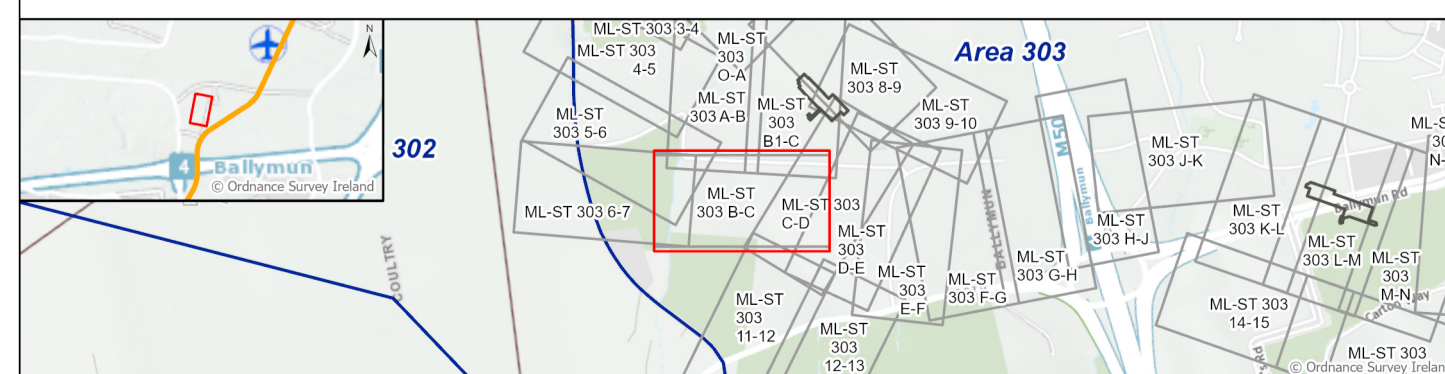 N
4
Ballymun
© Ordnance Survey Ireland
302
COULTRY
ML-ST 303 3-4
ML-ST 303
4-5
ML-ST
303
O-A
ML-ST
303 5-6
ML-ST
303 A-B
ML-ST
303
B1-C
ML-ST
303 8-9
ML-ST
303 9-10
Area 303
M50
ML-ST 303 6-7
ML-ST
303 B-C
ML-ST 303
C-D
ML-ST
303
D-E
ML-ST
303
E-F
ML-ST
303 F-G
BALLYMUN
ML-ST
303 G-H
Ballymun
ML-ST
303 H-J
ML-ST
303 J-K
ML-ST
303 K-L
Ballymun Rd
ML-ST
303 L-M
ML-ST
303
M-N
ML-ST
303
11-12
ML-ST
303
12-13
ML-ST 303
14-15
ML-ST 303
© Ordnance Survey Irelan